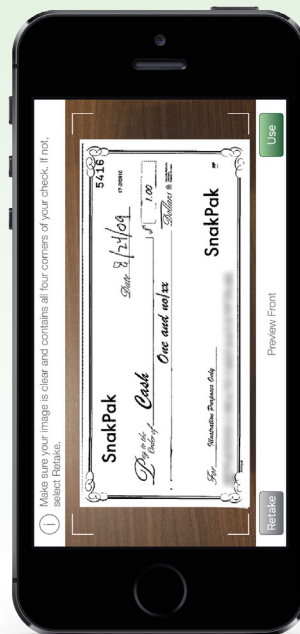 Make sure your image is clear and contains all four corners of your check. If not,
select Retake.
SnakPak
5416
Date 8/24/09
Pay to the
Order of Cash $ 1.00
One and no/xx Dollars
SnakPak
For Illustration Purposes Only
Retake Preview Front Use